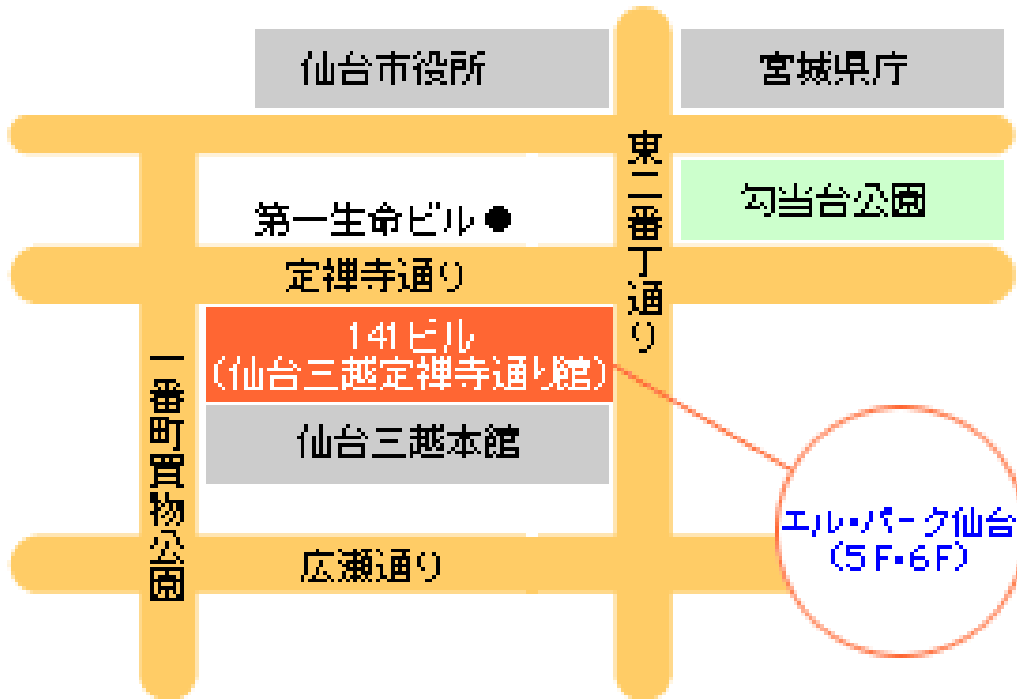 仙台市役所
宮城県庁
東二番丁通り
勾当台公園
第一生命ビル
定禅寺通り
141ビル
(仙台三越定禅寺通り館)
一番町買物公園
仙台三越本館
エル・パーク仙台
(5F・6F)
広瀬通り